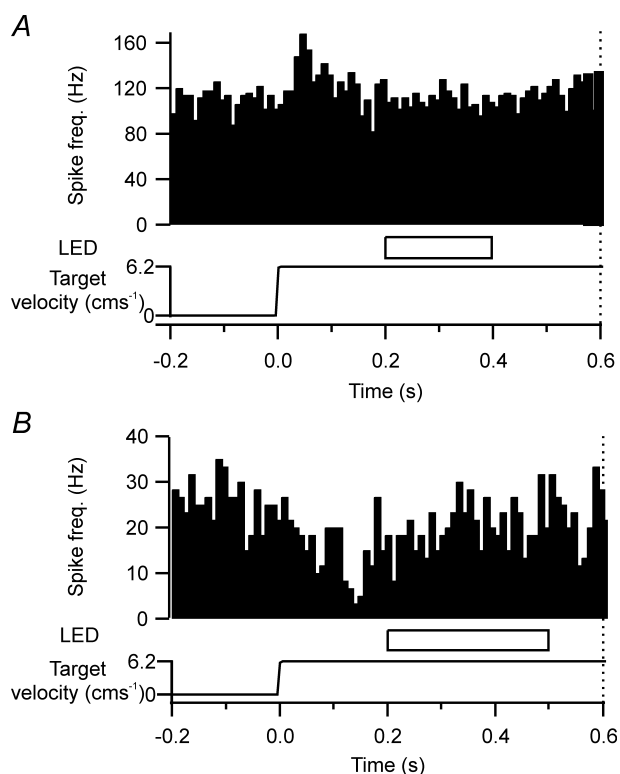 A
160
120
80
40
0
Spike freq. (Hz)
LED
Target
velocity (cms-1)
6.2
0
-0.2 0.0 0.2 0.4 0.6
Time (s)
B
40
30
20
10
0
Spike freq. (Hz)
LED
Target
velocity (cms-1)
6.2
0
-0.2 0.0 0.2 0.4 0.6
Time (s)